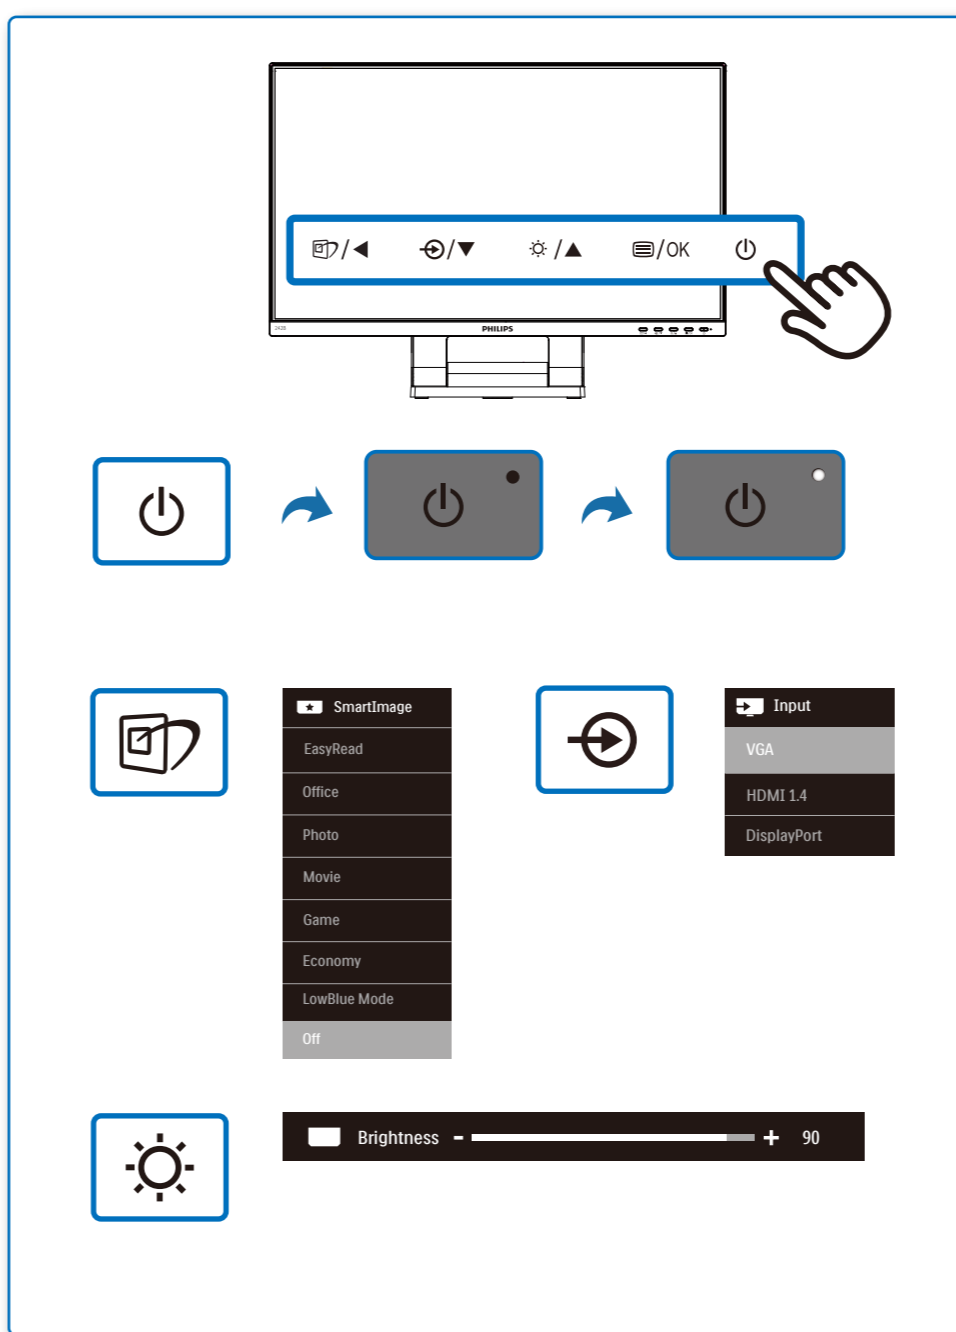 /◀ /▼ /▲ /OK
242B
PHILIPS
SmartImage
EasyRead
Office
Photo
Movie
Game
Economy
LowBlue Mode
Off
Input
VGA
HDMI 1.4
DisplayPort
Brightness - + 90